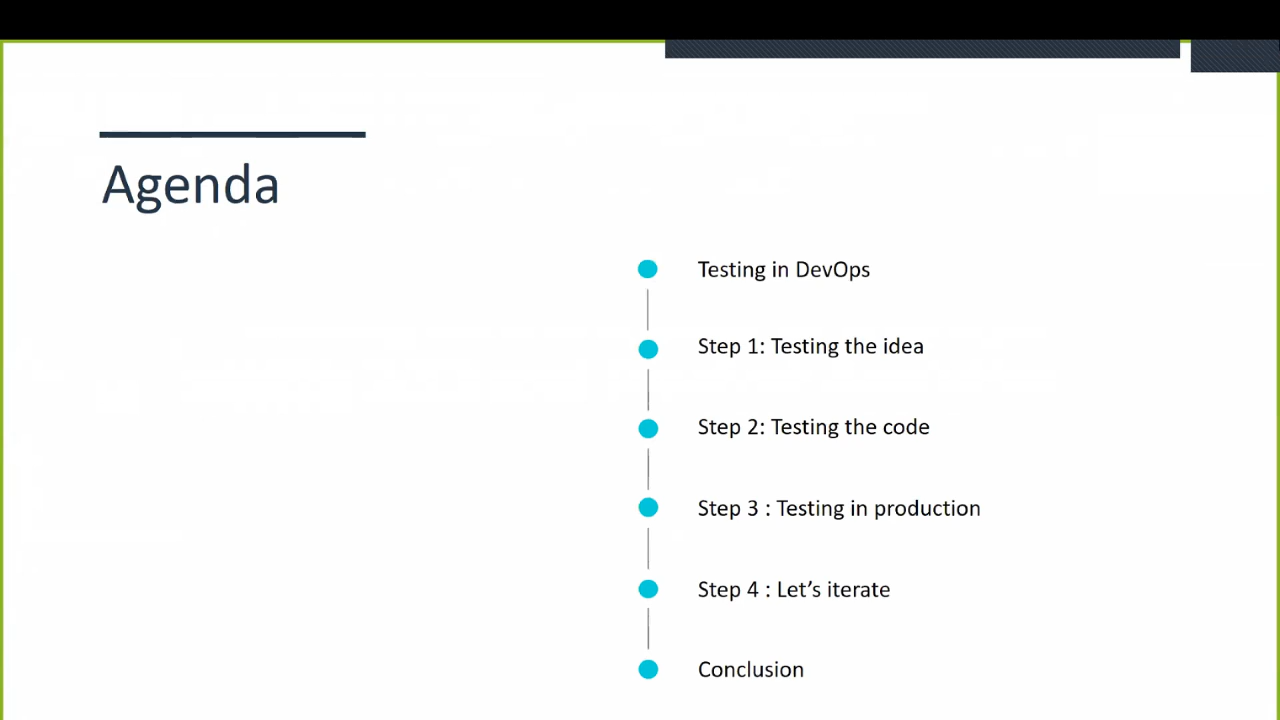 Agenda
Testing in DevOps
Step 1: Testing the idea
Step 2: Testing the code
Step 3 : Testing in production
Step 4 : Let’s iterate
Conclusion